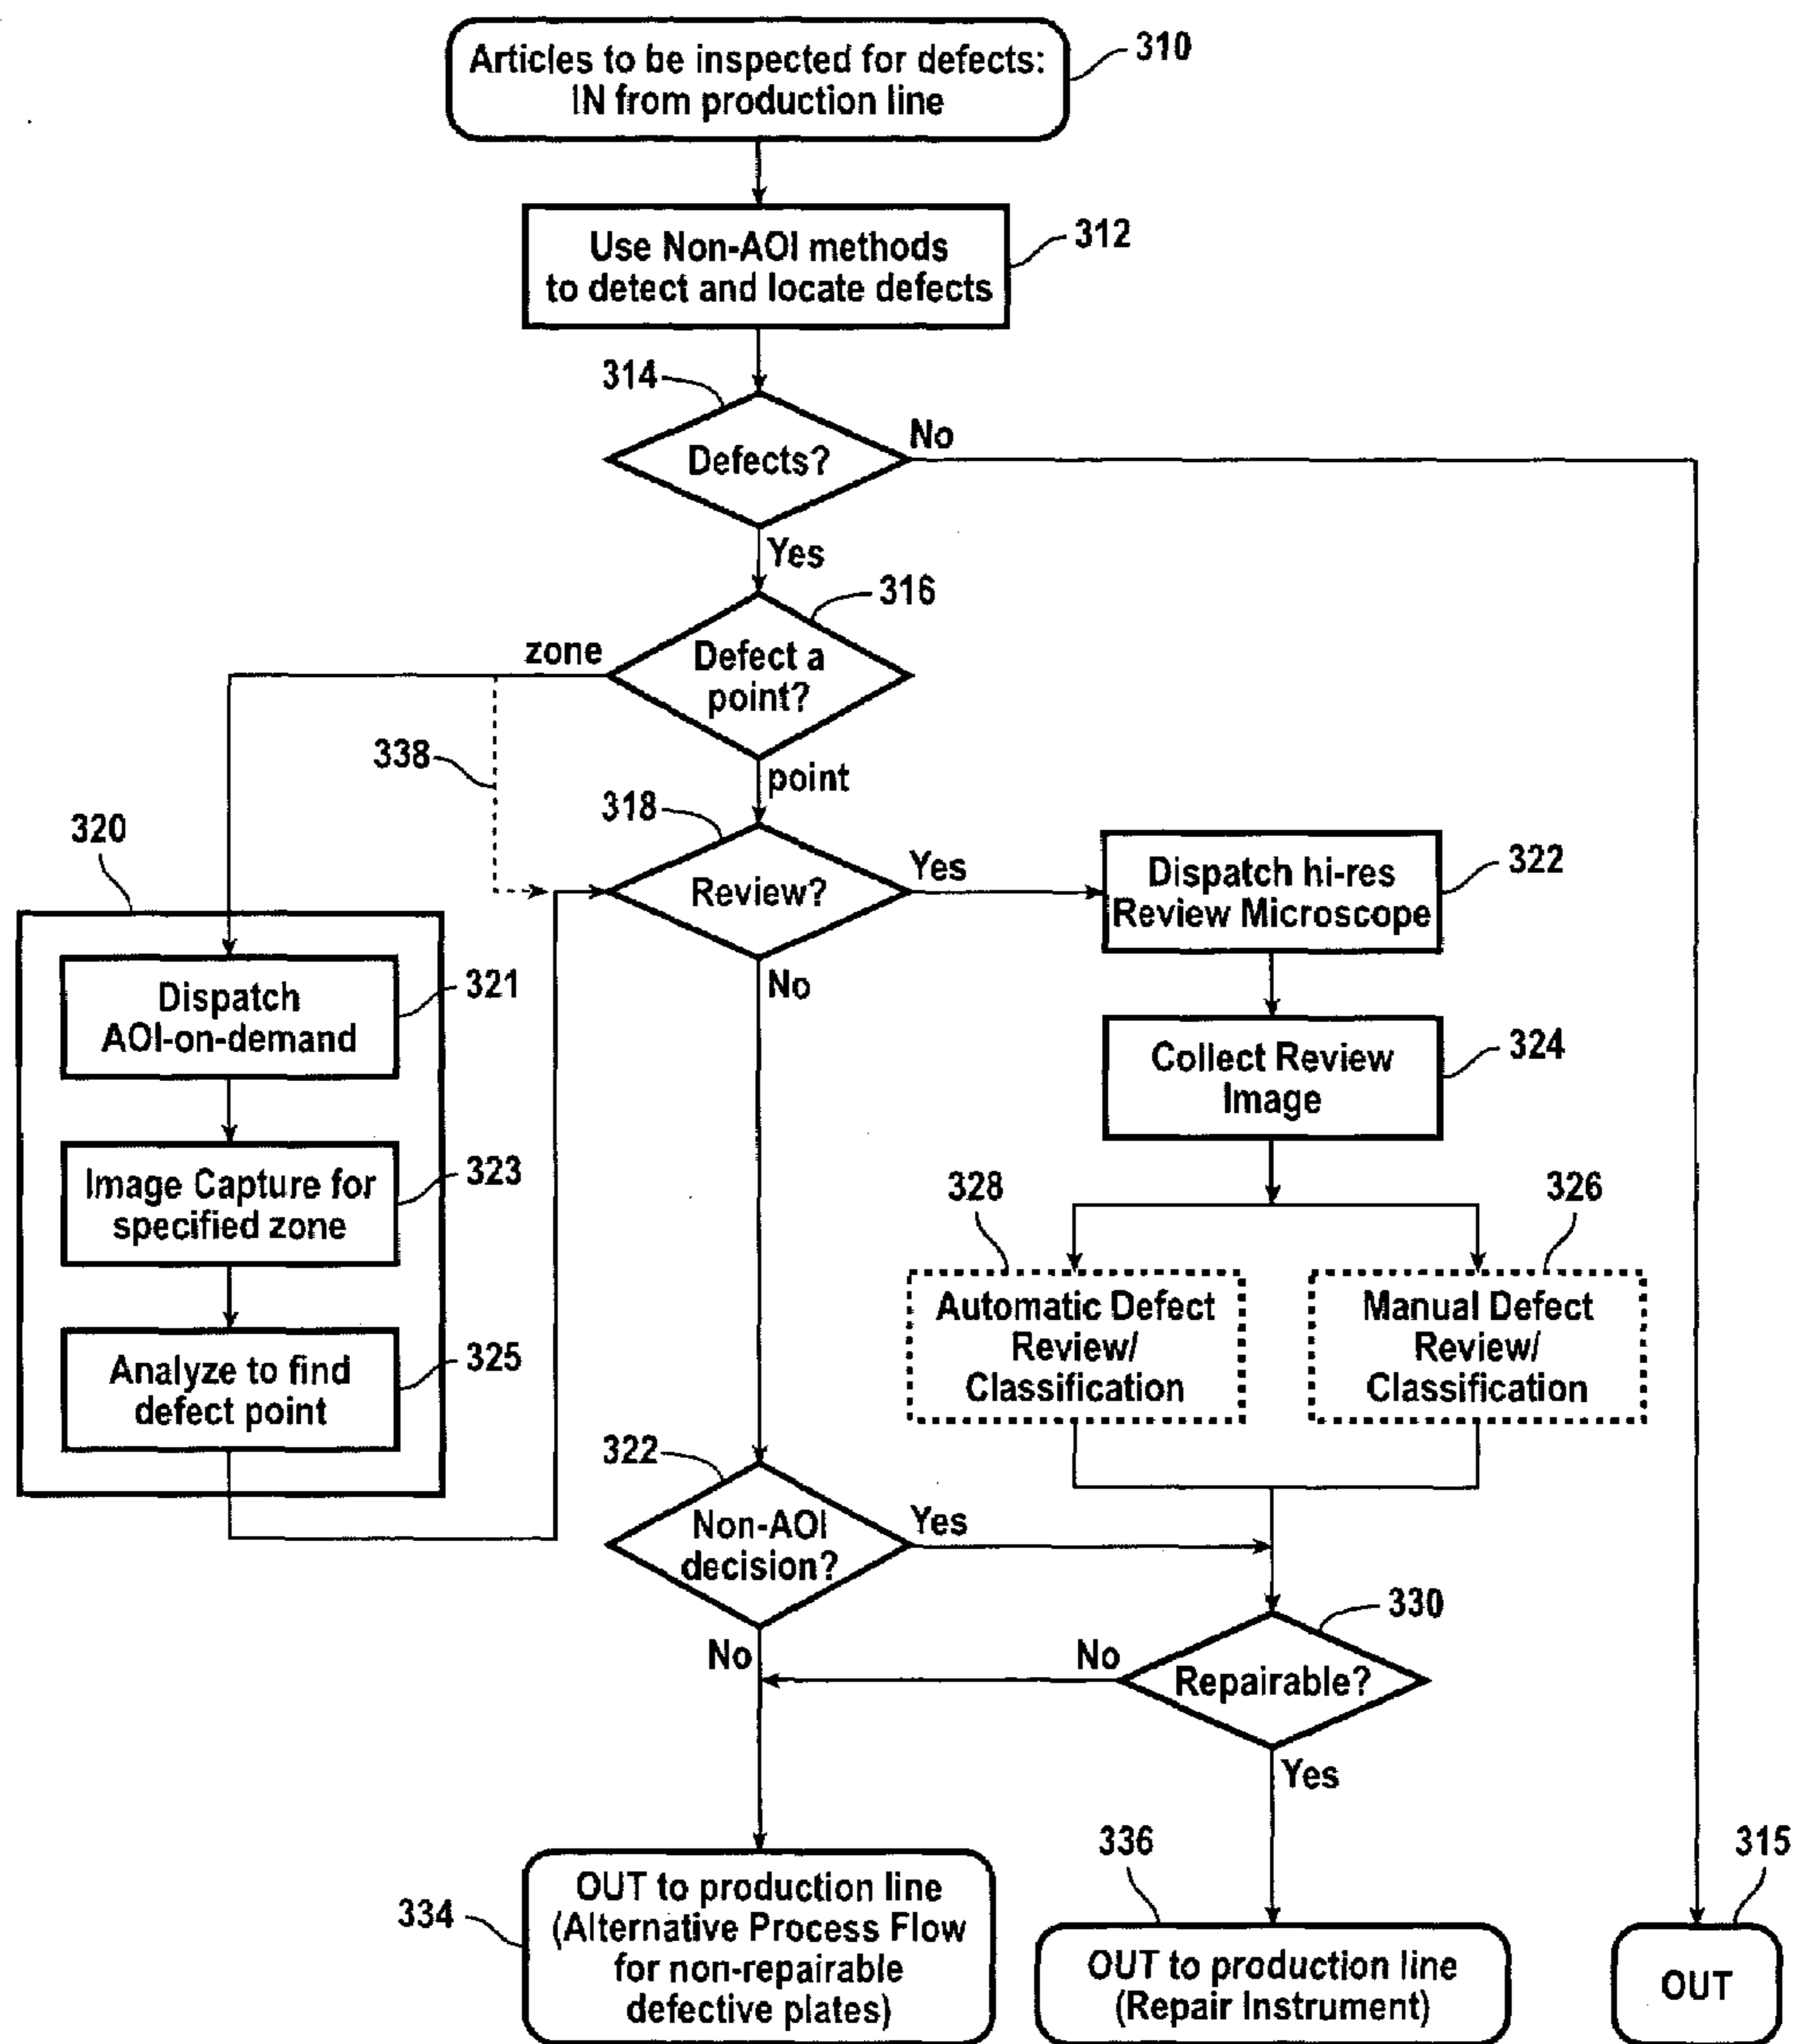 Articles to be inspected for defects:
IN from production line
310
Use Non-AOI methods
to detect and locate defects
312
314
Defects?
No
Yes
316
zone
Defect a
point?
338
point
318
320
Review?
Yes
Dispatch hi-res
Review Microscope
322
No
Dispatch
AOI-on-demand
321
Collect Review
Image
324
Image Capture for
specified zone
323
328
326
Automatic Defect
Review/
Classification
Manual Defect
Review/
Classification
Analyze to find
defect point
325
322
Non-AOI
decision?
Yes
330
No
No
Repairable?
Yes
336
315
334
OUT to production line
(Alternative Process Flow
for non-repairable
defective plates)
OUT to production line
(Repair Instrument)
OUT